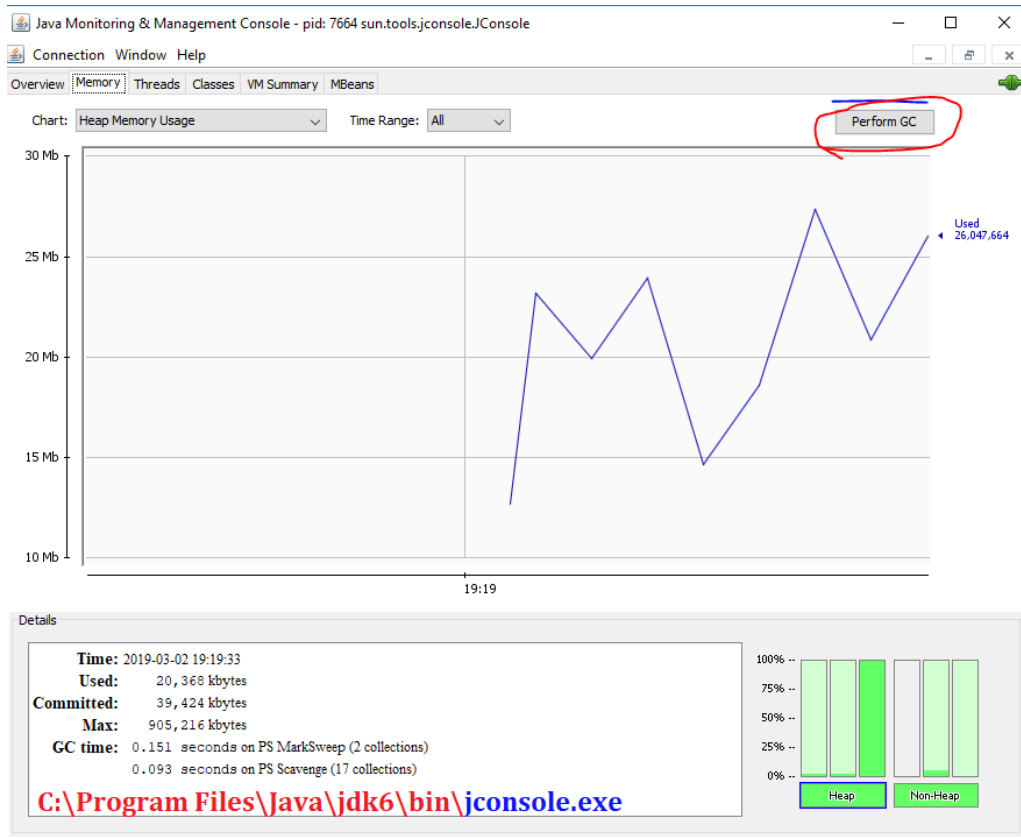 Java Monitoring & Management Console - pid: 7664 sun.tools.jconsole.JConsole
Connection Window Help
Overview Memory Threads Classes VM Summary MBeans
Chart: Heap Memory Usage Time Range: All Perform GC
30 Mb
Used
26,047,664
25 Mb
20 Mb
15 Mb
10 Mb
19:19
Details
Time: 2019-03-02 19:19:33
Used: 20,368 kbytes
Committed: 39,424 kbytes
Max: 905,216 kbytes
GC time: 0.151 seconds on PS MarkSweep (2 collections)
0.093 seconds on PS Scavenge (17 collections)
C:\Program Files\Java\jdk6\bin\jconsole.exe
100% --
75% --
50% --
25% --
0% --
Heap Non-Heap